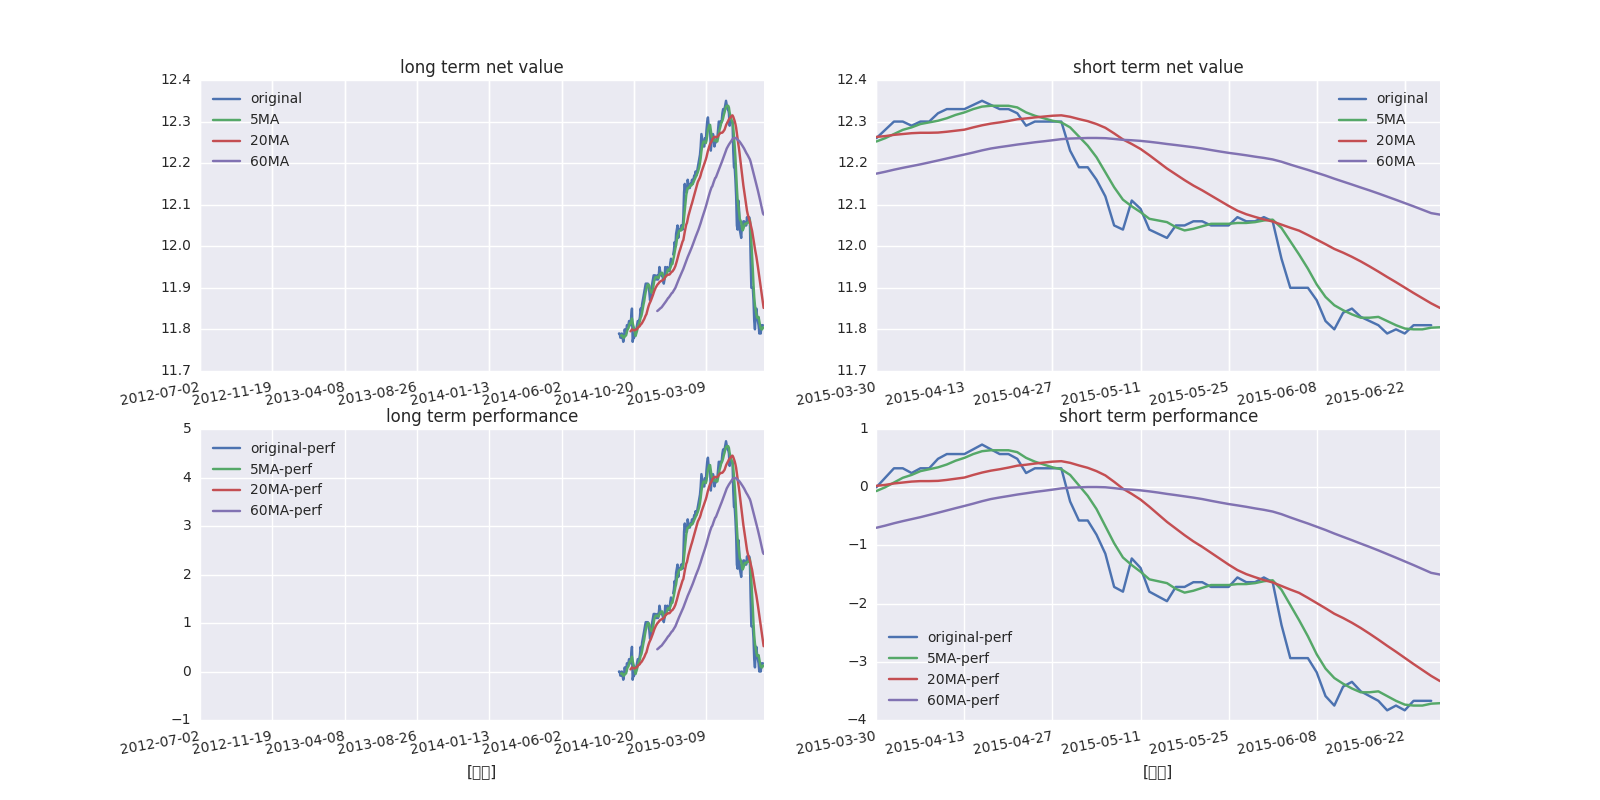 long term net value
12.4
12.3
12.2
12.1
12.0
11.9
11.8
11.7
original
5MA
20MA
60MA
2012-07-02 2012-11-19 2013-04-08 2013-08-26 2014-01-13 2014-06-02 2014-10-20 2015-03-09
short term net value
12.4
12.3
12.2
12.1
12.0
11.9
11.8
11.7
original
5MA
20MA
60MA
2015-03-30 2015-04-13 2015-04-27 2015-05-11 2015-05-25 2015-06-08 2015-06-22
long term performance
5
4
3
2
1
0
−1
original-perf
5MA-perf
20MA-perf
60MA-perf
2012-07-02 2012-11-19 2013-04-08 2013-08-26 2014-01-13 2014-06-02 2014-10-20 2015-03-09
short term performance
1
0
−1
−2
−3
−4
original-perf
5MA-perf
20MA-perf
60MA-perf
2015-03-30 2015-04-13 2015-04-27 2015-05-11 2015-05-25 2015-06-08 2015-06-22